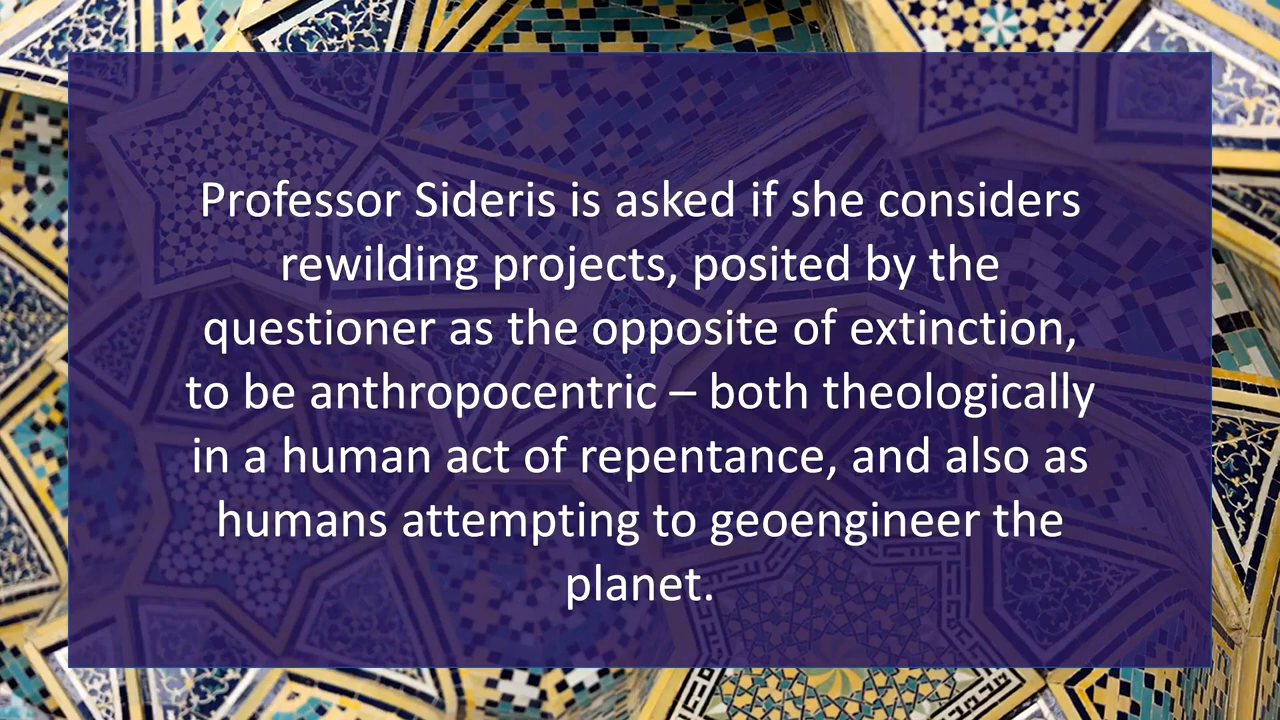 Professor Sideris is asked if she considers
rewilding projects, posited by the
questioner as the opposite of extinction,
to be anthropocentric – both theologically
in a human act of repentance, and also as
humans attempting to geoengineer the
planet.